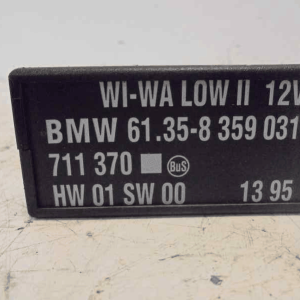 WI-WA LOW II 12V
BMW 61.35-8 359 031
711 370 BuS
HW 01 SW 00 13 95